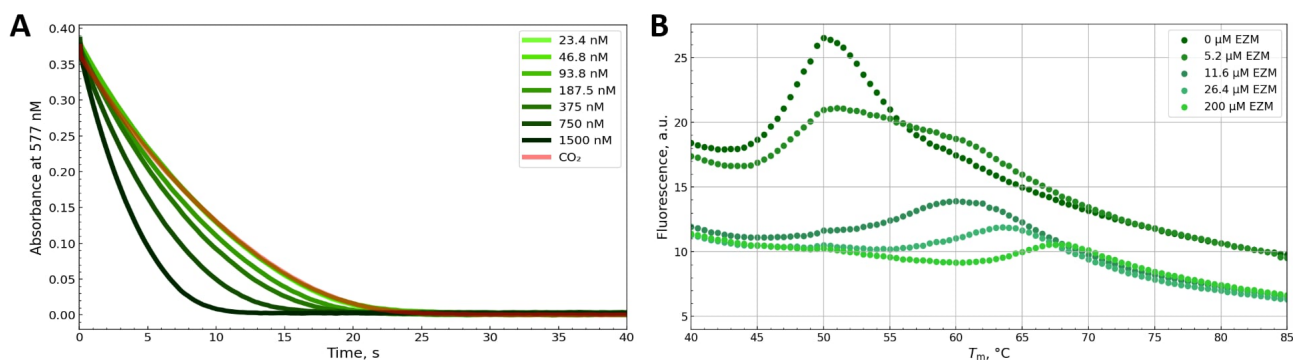 A
Absorbance at 577 nM
0.40
0.35
0.30
0.25
0.20
0.15
0.10
0.05
0.00
0
5
10
15
20
25
30
35
40
Time, s
23.4 nM
46.8 nM
93.8 nM
187.5 nM
375 nM
750 nM
1500 nM
CO₂
B
Fluorescence, a.u.
25
20
15
10
5
40
45
50
55
60
65
70
75
80
85
Tm, °C
0 μM EZM
5.2 μM EZM
11.6 μM EZM
26.4 μM EZM
200 μM EZM